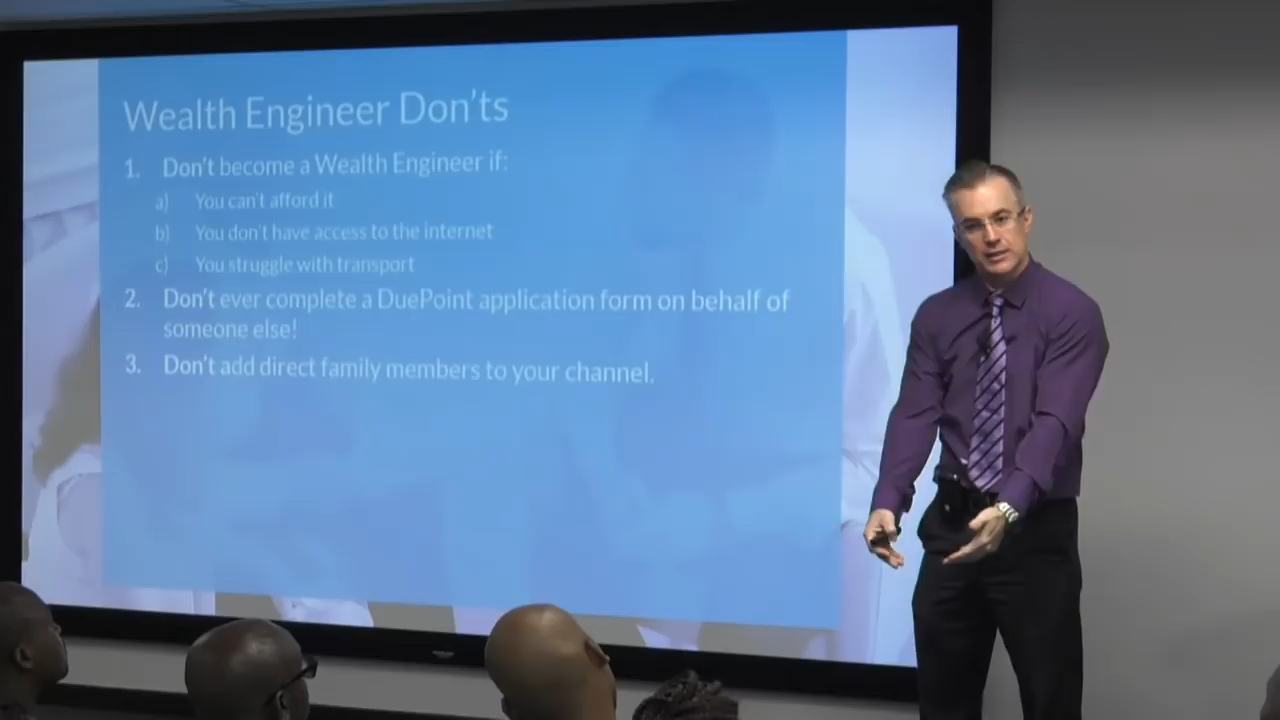 Wealth Engineer Don'ts
1. Don't become a Wealth Engineer if:
a) You can't afford it
b) You don't have access to the internet
c) You struggle with transport
2. Don't ever complete a DuePoint application form on behalf of
someone else!
3. Don't add direct family members to your channel.